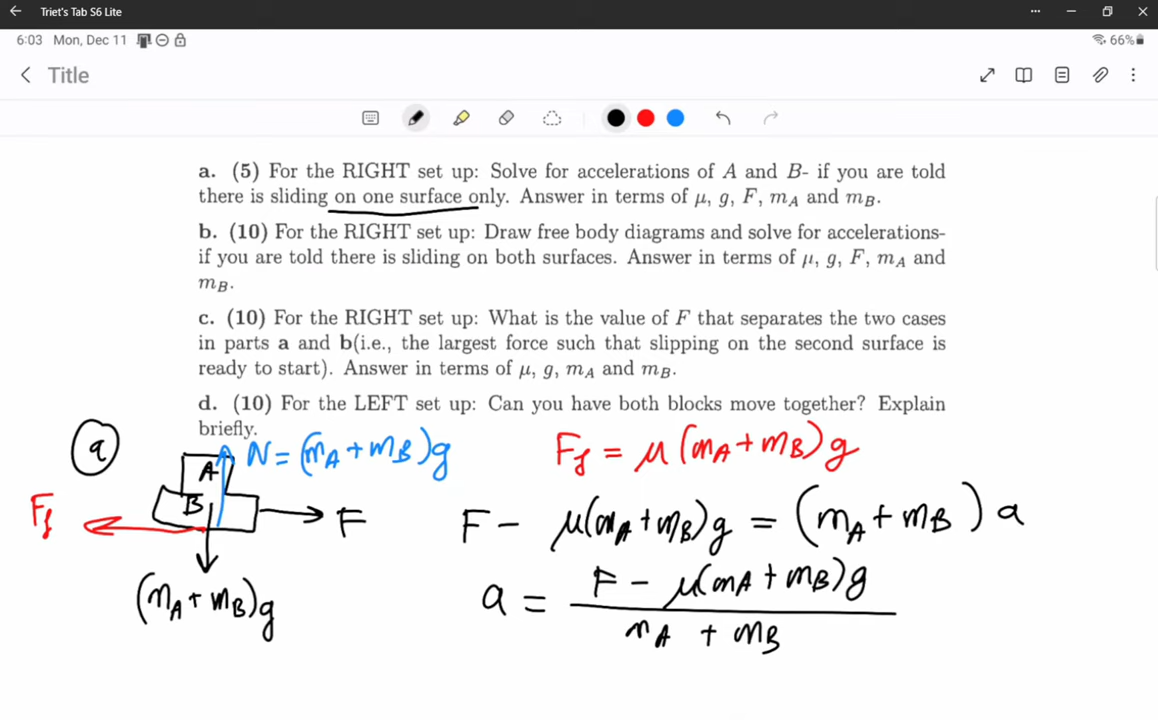 Triet's Tab S6 Lite
6:03 Mon, Dec 11 66%
Title
a. (5) For the RIGHT set up: Solve for accelerations of A and B- if you are told
there is sliding on one surface only. Answer in terms of μ, g, F, m_A and m_B.
b. (10) For the RIGHT set up: Draw free body diagrams and solve for accelerations-
if you are told there is sliding on both surfaces. Answer in terms of μ, g, F, m_A and
m_B.
c. (10) For the RIGHT set up: What is the value of F that separates the two cases
in parts a and b(i.e., the largest force such that slipping on the second surface is
ready to start). Answer in terms of μ, g, m_A and m_B.
d. (10) For the LEFT set up: Can you have both blocks move together? Explain
briefly.
a
A
B
N = (m_A + m_B)g
F_f
F
(m_A + m_B)g
F_f = μ(m_A + m_B)g
F - μ(m_A + m_B)g = (m_A + m_B)a
a = F - μ(m_A + m_B)g
m_A + m_B